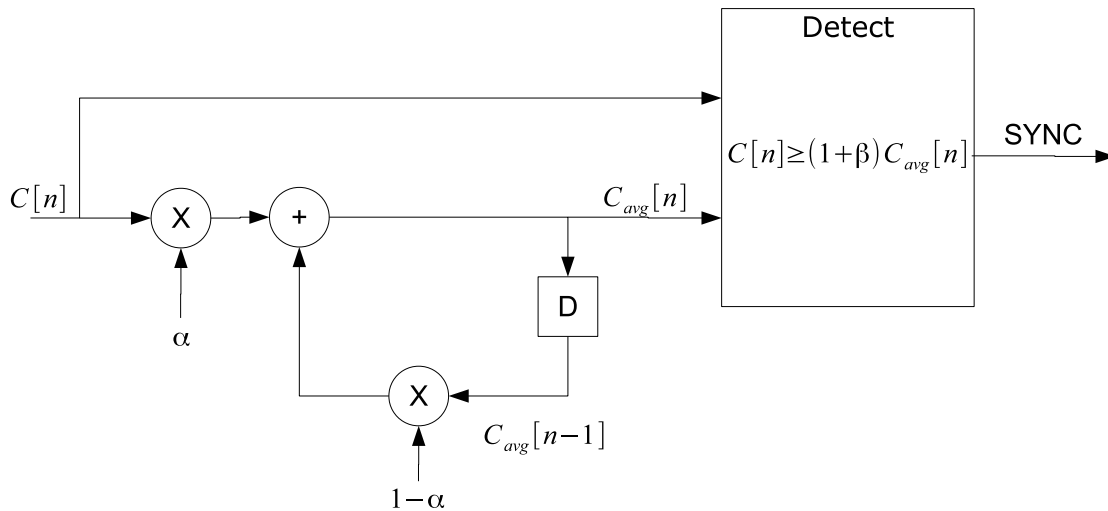 Detect
C[n]≥(1+β)C_avg[n]
SYNC
C[n]
X
+
C_avg[n]
α
D
X
C_avg[n−1]
1−α